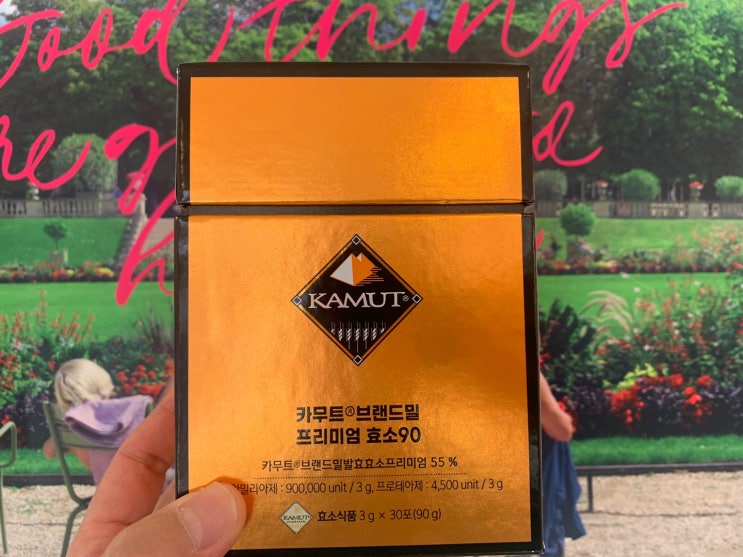 Good things
are g
d
h
KAMUT®
카무트®브랜드밀
프리미엄 효소90
카무트®브랜드밀발효효소프리미엄 55 %
밀라아제 : 900,000 unit / 3 g, 프로테아제 : 4,500 unit / 3 g
KAMUT
효소식품 3 g × 30포(90 g)